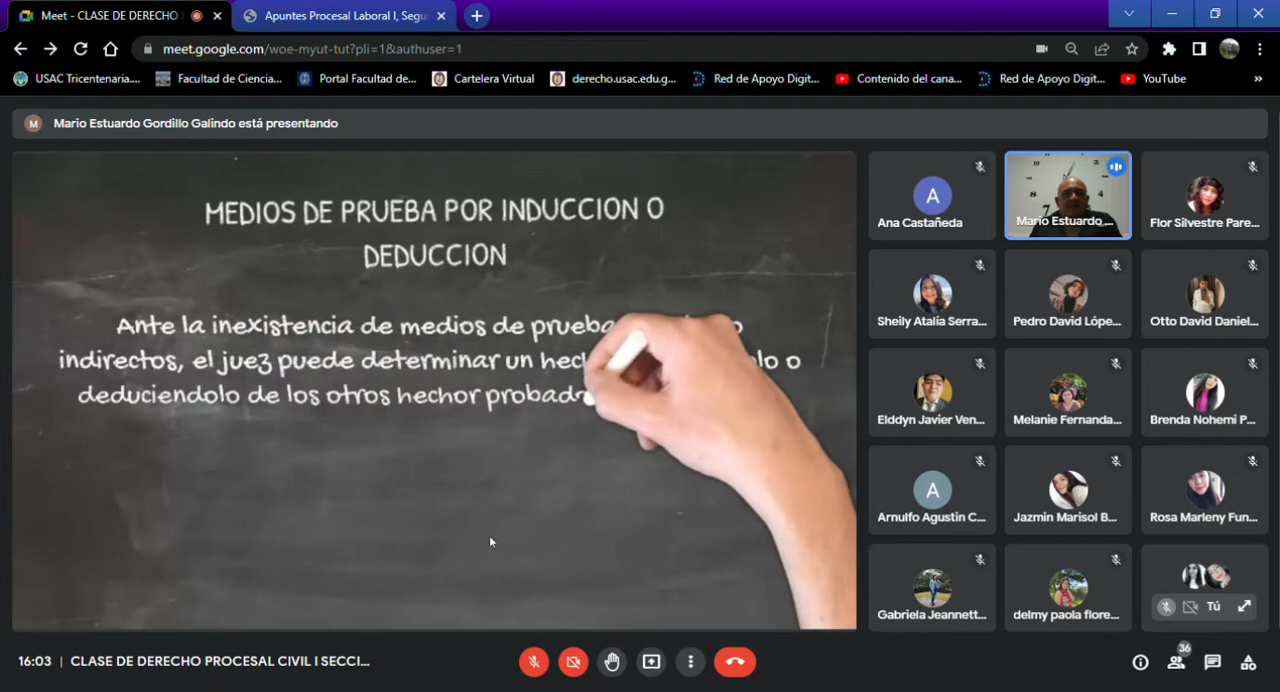 Meet - CLASE DE DERECHO
Apuntes Procesal Laboral I, Segu
meet.google.com/woe-myut-tut?pli=1&authuser=1
USAC Tricentenaria....
Facultad de Ciencia...
Portal Facultad de...
Cartelera Virtual
derecho.usac.edu.g...
Red de Apoyo Digit...
Contenido del cana...
Red de Apoyo Digit...
YouTube
»
M
Mario Estuardo Gordillo Galindo está presentando
MEDIOS DE PRUEBA POR INDUCCION O
DEDUCCION
Ante la inexistencia de medios de prueba o
indirectos, el juez puede determinar un hec lo o
deduciendolo de los otros hechor probad
A
Ana Castañeda
Mario Estuardo ...
Flor Silvestre Pare...
Sheily Atalía Serra...
Pedro David Lópe...
Otto David Daniel...
Elddyn Javier Ven...
Melanie Fernanda...
Brenda Nohemi P...
A
Arnulfo Agustin C...
Jazmin Marisol B...
Rosa Marleny Fun...
Gabriela Jeannett...
delmy paola flore...
Tú
16:03 | CLASE DE DERECHO PROCESAL CIVIL I SECCI...
36